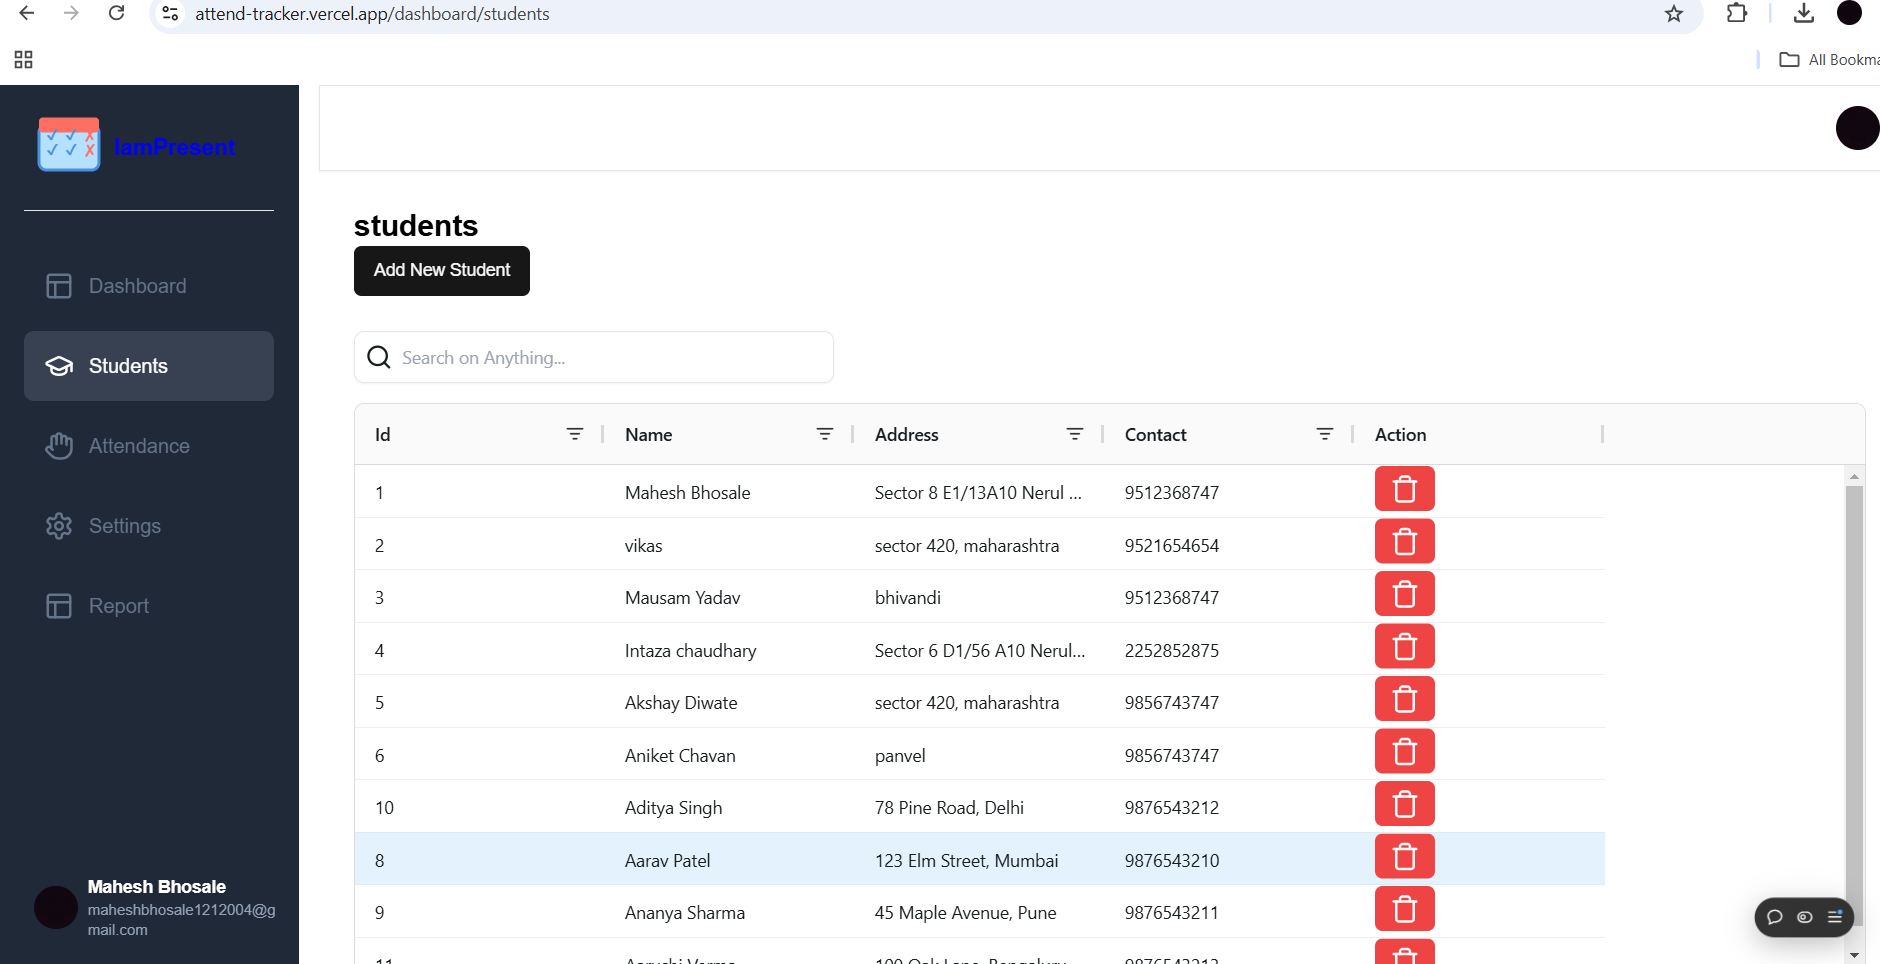 attend-tracker.vercel.app/dashboard/students
All Bookma
IamPresent
Dashboard
Students
Attendance
Settings
Report
Mahesh Bhosale
maheshbhosale1212004@g
mail.com
students
Add New Student
Search on Anything...
Id Name Address Contact Action
1 Mahesh Bhosale Sector 8 E1/13A10 Nerul ... 9512368747
2 vikas sector 420, maharashtra 9521654654
3 Mausam Yadav bhivandi 9512368747
4 Intaza chaudhary Sector 6 D1/56 A10 Nerul... 2252852875
5 Akshay Diwate sector 420, maharashtra 9856743747
6 Aniket Chavan panvel 9856743747
10 Aditya Singh 78 Pine Road, Delhi 9876543212
8 Aarav Patel 123 Elm Street, Mumbai 9876543210
9 Ananya Sharma 45 Maple Avenue, Pune 9876543211
11